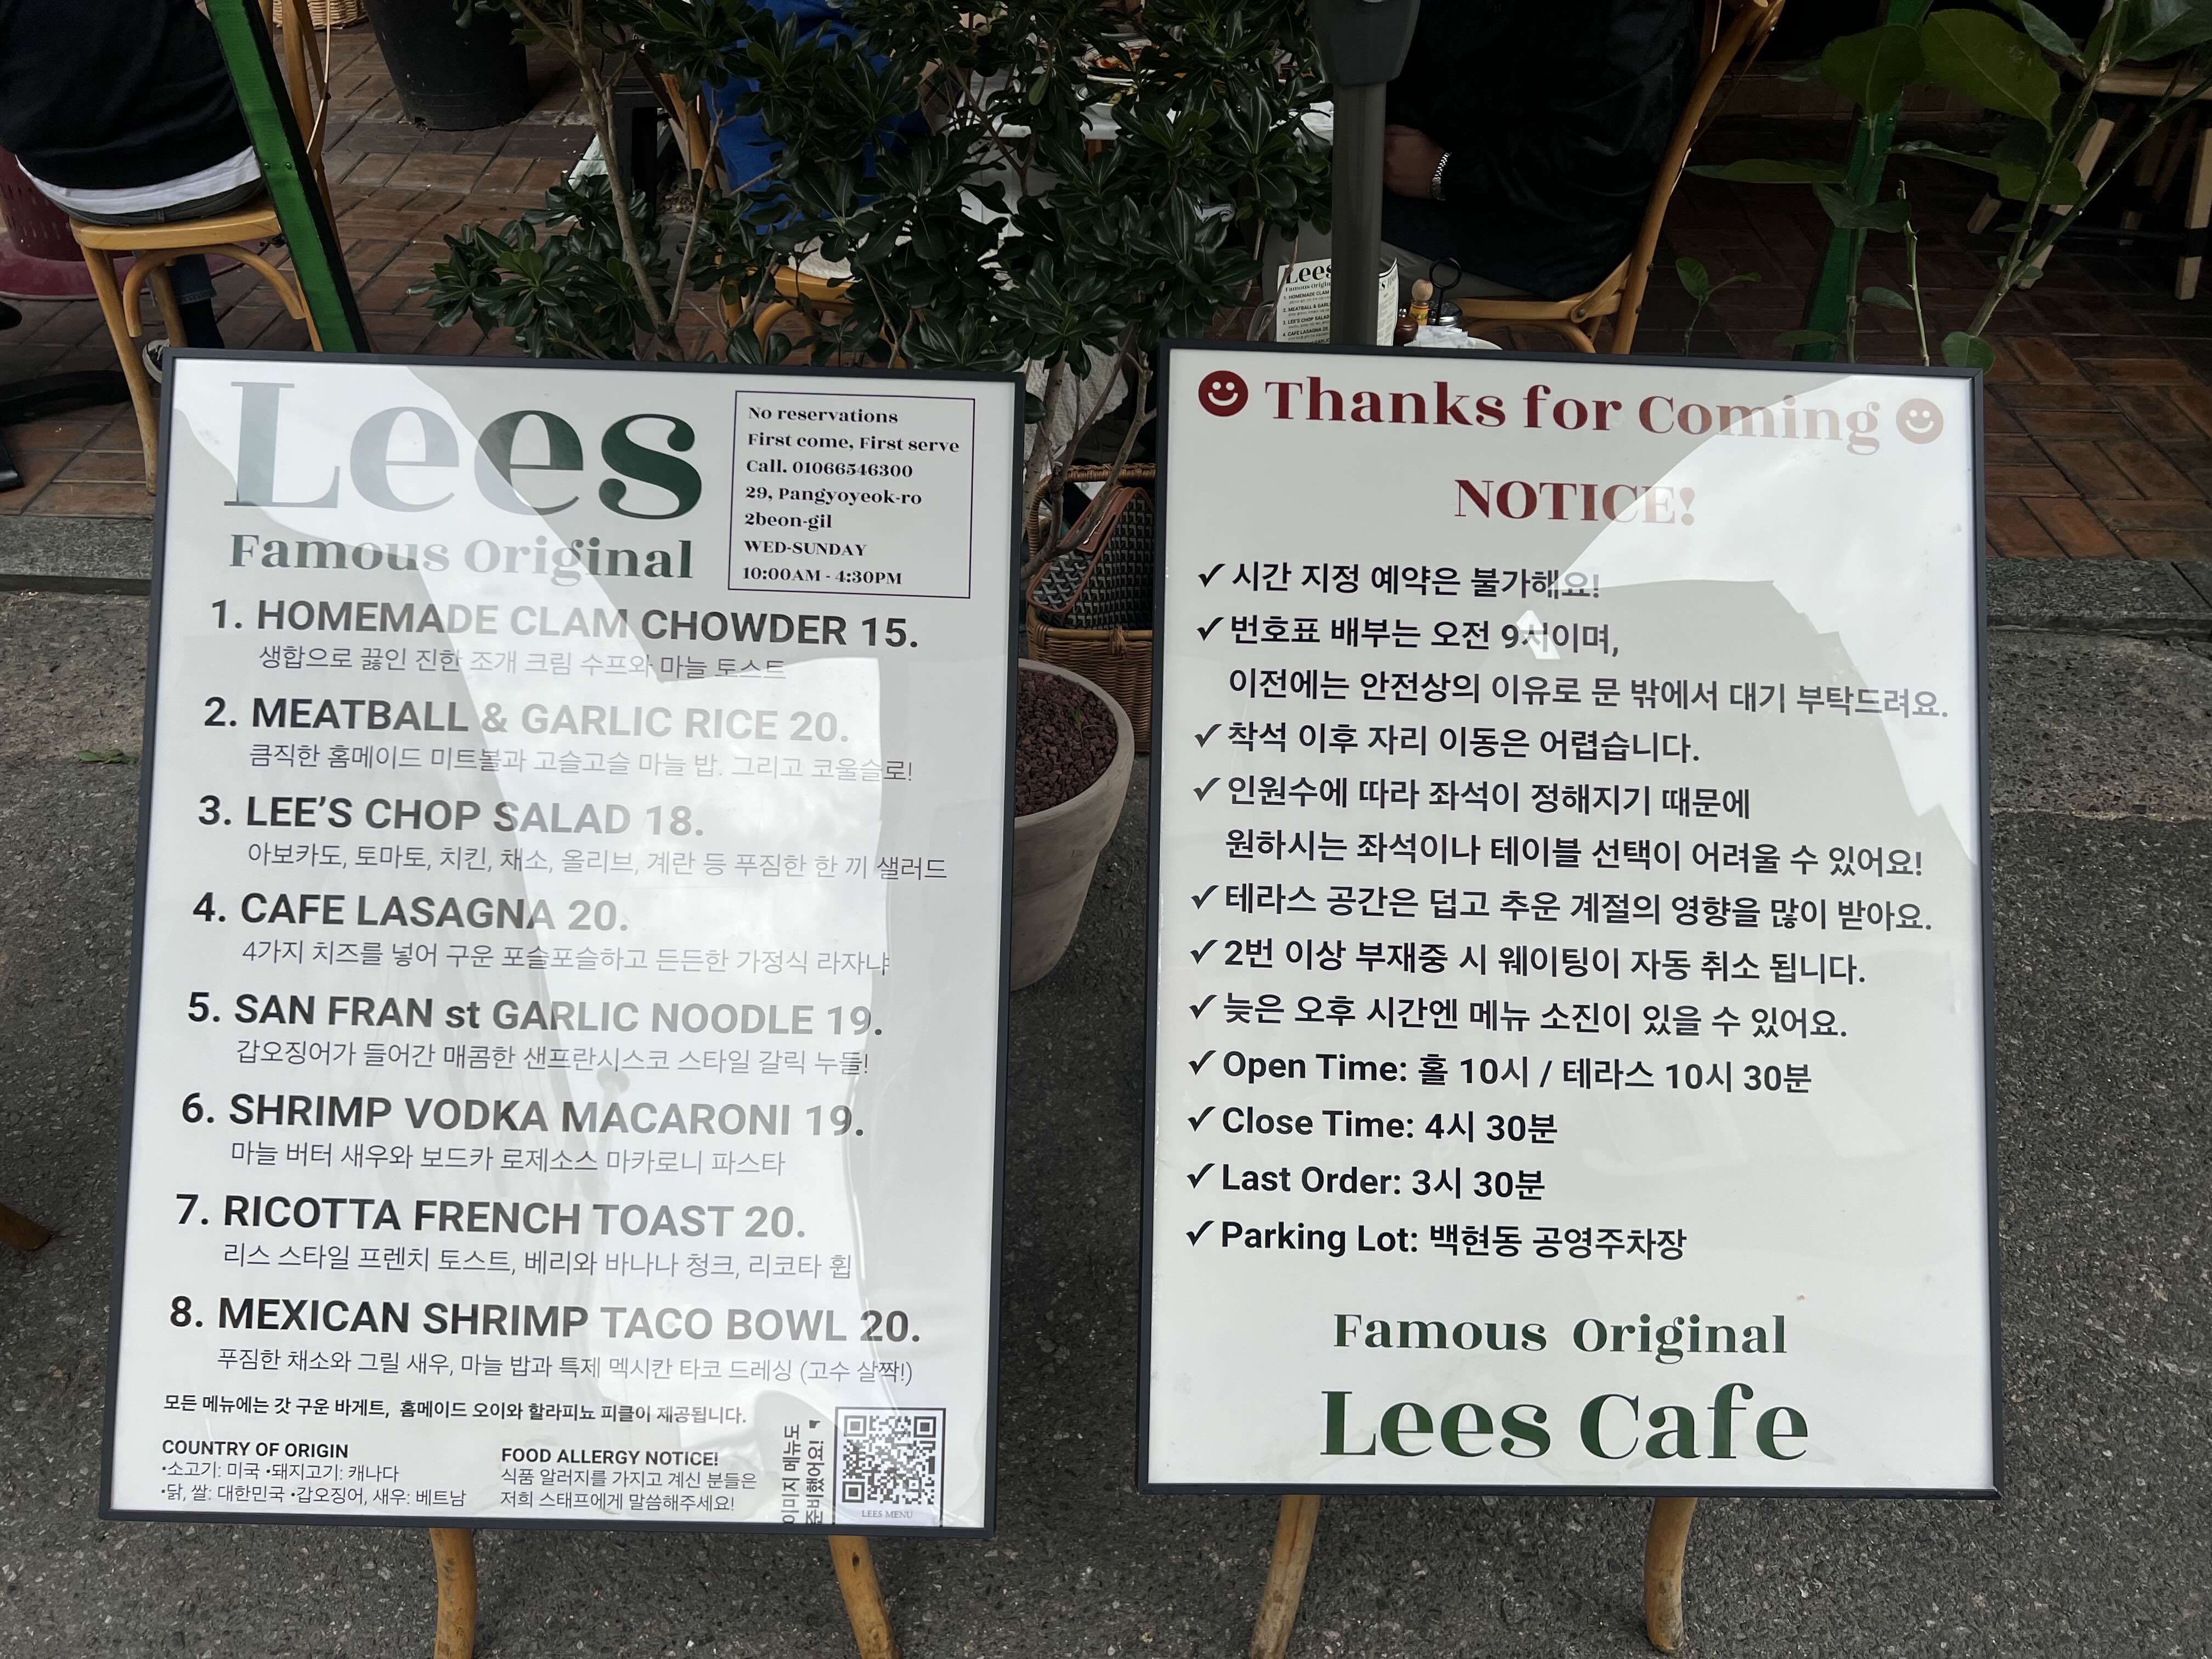 Lees
Famous Original
No reservations
First come, First serve
Call. 01066546300
29, Pangyoyeok-ro
2beon-gil
WED-SUNDAY
10:00AM - 4:30PM
1. HOMEMADE CLAM CHOWDER 15.
생합으로 끓인 진한 조개 크림 수프와 마늘 토스트
2. MEATBALL & GARLIC RICE 20.
큼직한 홈메이드 미트볼과 고슬고슬 마늘 밥. 그리고 코울슬로!
3. LEE'S CHOP SALAD 18.
아보카도, 토마토, 치킨, 채소, 올리브, 계란 등 푸짐한 한 끼 샐러드
4. CAFE LASAGNA 20.
4가지 치즈를 넣어 구운 포슬포슬하고 든든한 가정식 라자냐
5. SAN FRAN st GARLIC NOODLE 19.
갑오징어가 들어간 매콤한 샌프란시스코 스타일 갈릭 누들!
6. SHRIMP VODKA MACARONI 19.
마늘 버터 새우와 보드카 로제소스 마카로니 파스타
7. RICOTTA FRENCH TOAST 20.
리스 스타일 프렌치 토스트, 베리와 바나나 청크, 리코타 휩
8. MEXICAN SHRIMP TACO BOWL 20.
푸짐한 채소와 그릴 새우, 마늘 밥과 특제 멕시칸 타코 드레싱 (고수 살짝!)
모든 메뉴에는 갓 구운 바게트, 홈메이드 오이와 할라피뇨 피클이 제공됩니다.
COUNTRY OF ORIGIN
•소고기: 미국 •돼지고기: 캐나다
•닭, 쌀: 대한민국 •갑오징어, 새우: 베트남
FOOD ALLERGY NOTICE!
식품 알러지를 가지고 계신 분들은
저희 스태프에게 말씀해주세요!
이미지 메뉴도
준비했어요!
LEES MENU
Thanks for Coming
NOTICE!
✓ 시간 지정 예약은 불가해요!
✓ 번호표 배부는 오전 9시이며,
이전에는 안전상의 이유로 문 밖에서 대기 부탁드려요.
✓ 착석 이후 자리 이동은 어렵습니다.
✓ 인원수에 따라 좌석이 정해지기 때문에
원하시는 좌석이나 테이블 선택이 어려울 수 있어요!
✓ 테라스 공간은 덥고 추운 계절의 영향을 많이 받아요.
✓ 2번 이상 부재중 시 웨이팅이 자동 취소 됩니다.
✓ 늦은 오후 시간엔 메뉴 소진이 있을 수 있어요.
✓ Open Time: 홀 10시 / 테라스 10시 30분
✓ Close Time: 4시 30분
✓ Last Order: 3시 30분
✓ Parking Lot: 백현동 공영주차장
Famous Original
Lees Cafe
Lees
1. HOMEMADE CLAM
2. MEATBALL & GARL
3. LEE'S CHOP SALAD
4. CAFE LASAGNA